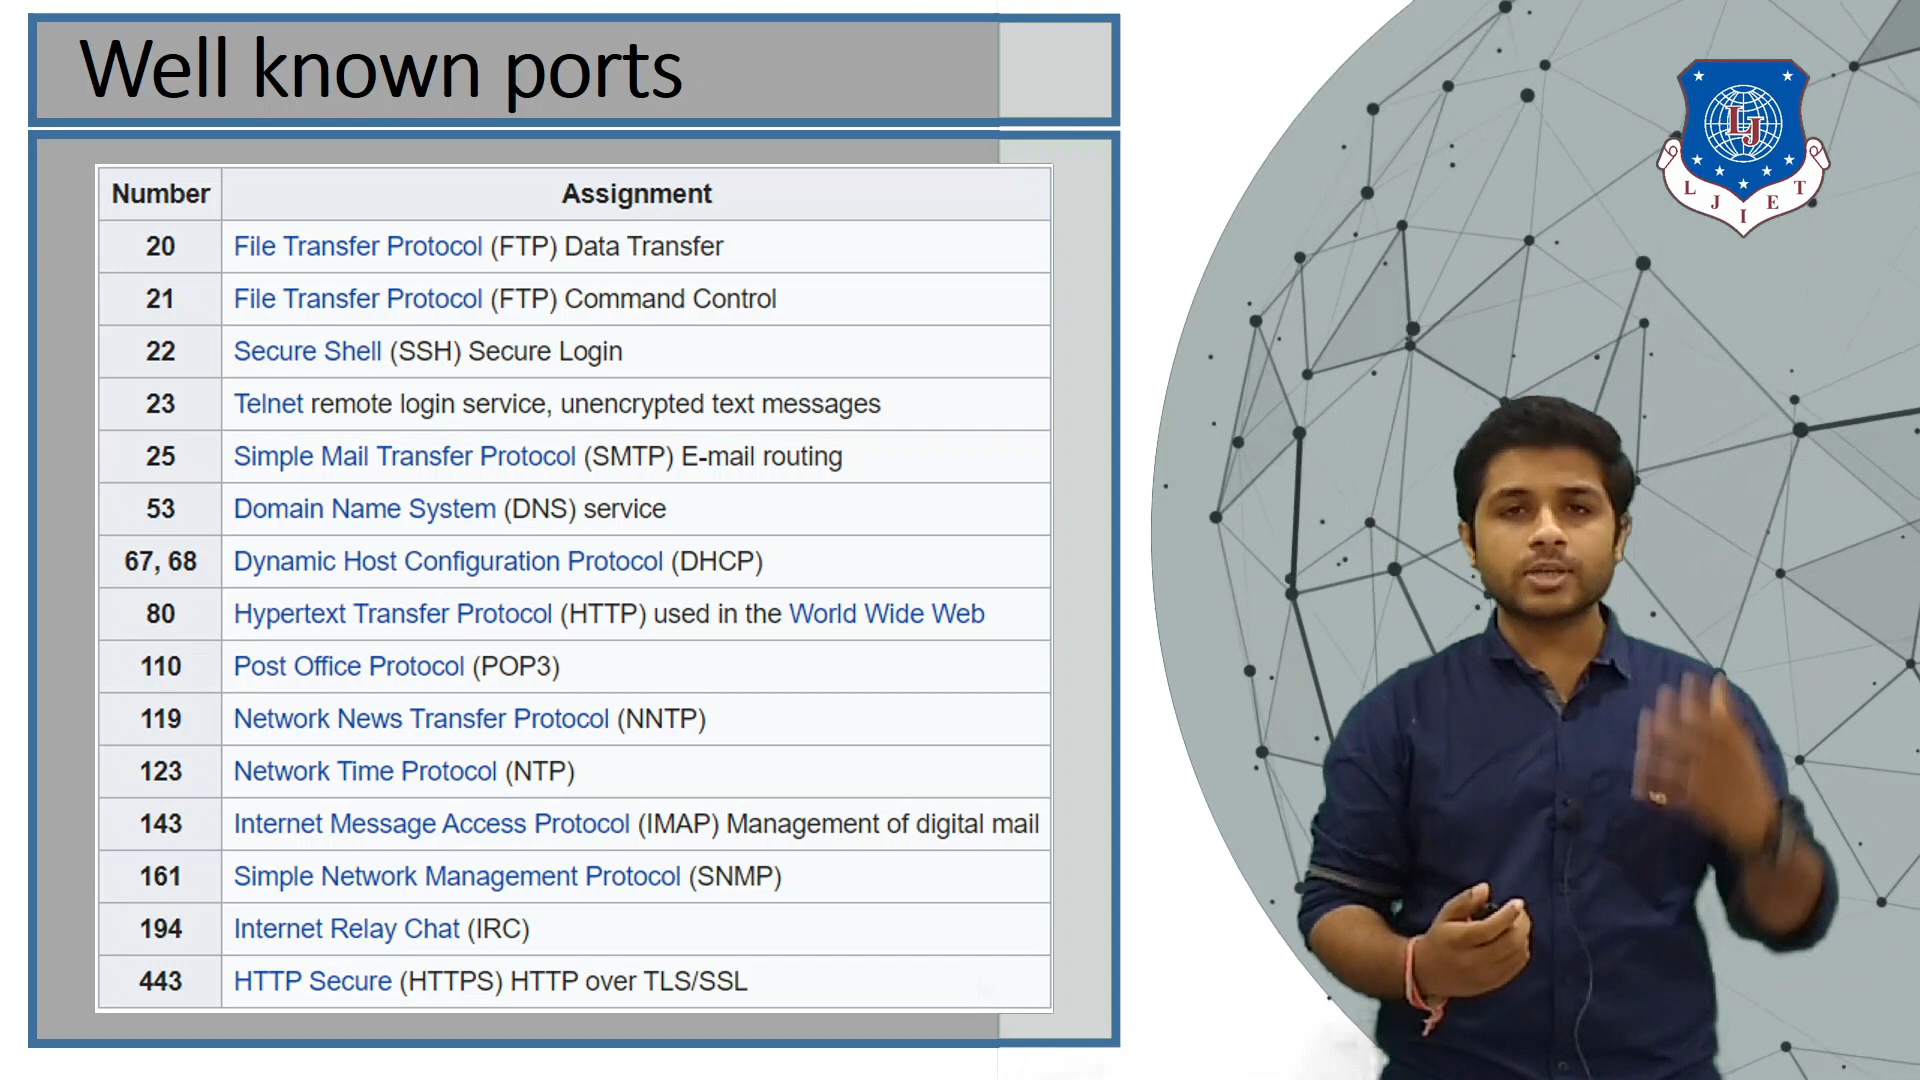 Well known ports
Number Assignment
20 File Transfer Protocol (FTP) Data Transfer
21 File Transfer Protocol (FTP) Command Control
22 Secure Shell (SSH) Secure Login
23 Telnet remote login service, unencrypted text messages
25 Simple Mail Transfer Protocol (SMTP) E-mail routing
53 Domain Name System (DNS) service
67, 68 Dynamic Host Configuration Protocol (DHCP)
80 Hypertext Transfer Protocol (HTTP) used in the World Wide Web
110 Post Office Protocol (POP3)
119 Network News Transfer Protocol (NNTP)
123 Network Time Protocol (NTP)
143 Internet Message Access Protocol (IMAP) Management of digital mail
161 Simple Network Management Protocol (SNMP)
194 Internet Relay Chat (IRC)
443 HTTP Secure (HTTPS) HTTP over TLS/SSL
LJ
L J I E T